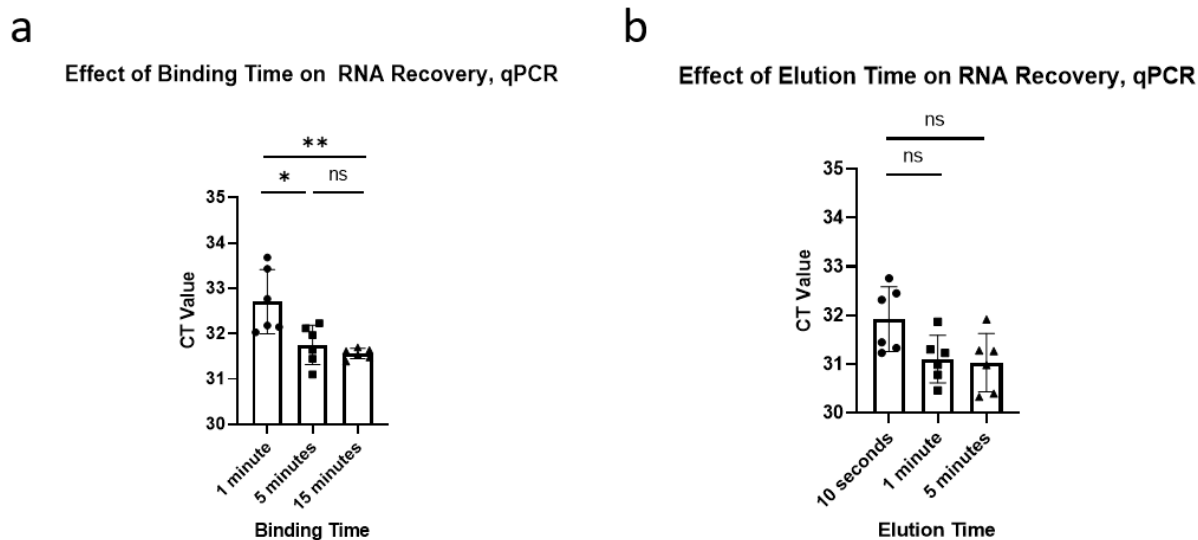 a
Effect of Binding Time on RNA Recovery, qPCR
**
* ns
35
34
33
32
31
30
CT Value
1 minute
5 minutes
15 minutes
Binding Time
b
Effect of Elution Time on RNA Recovery, qPCR
ns
ns
35
34
33
32
31
30
CT Value
10 seconds
1 minute
5 minutes
Elution Time